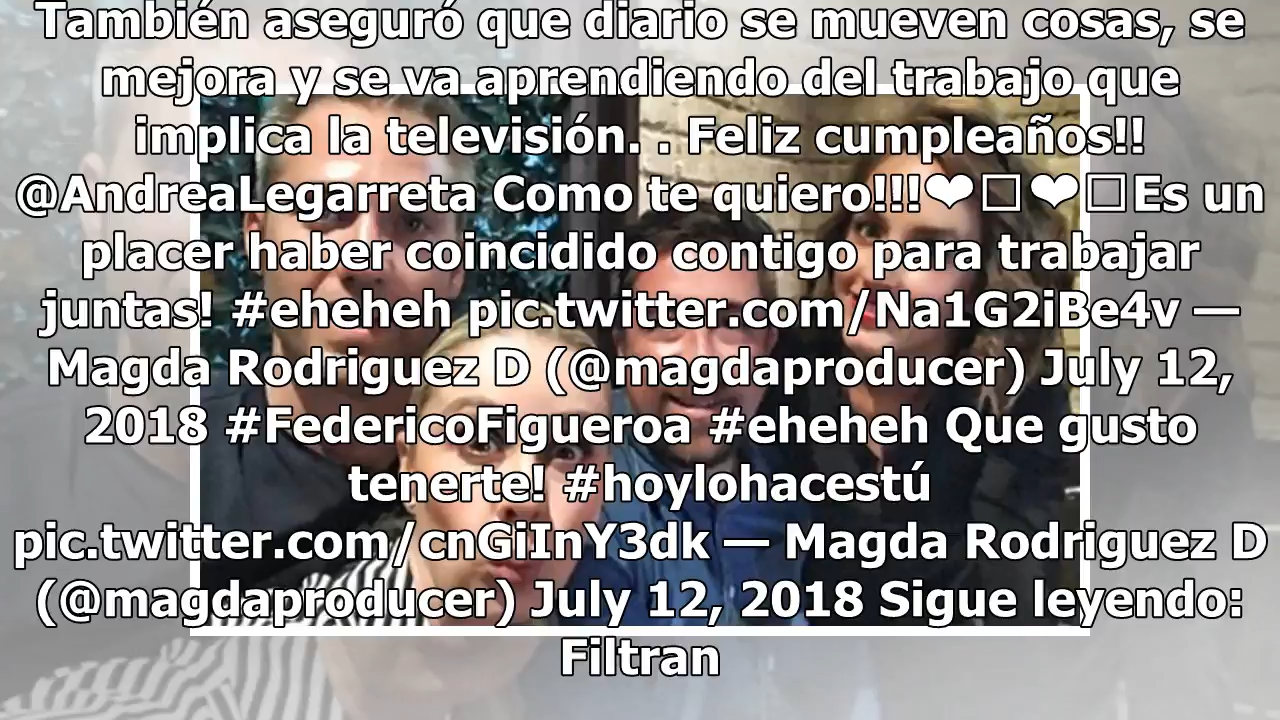 También aseguró que diario se mueven cosas, se
mejora y se va aprendiendo del trabajo que
implica la televisión. . Feliz cumpleaños!!
@AndreaLegarreta Como te quiero!!!❤□❤□Es un
placer haber coincidido contigo para trabajar
juntas! #eheheh pic.twitter.com/Na1G2iBe4v —
Magda Rodriguez D (@magdaproducer) July 12,
2018 #FedericoFigueroa #eheheh Que gusto
tenerte! #hoylohacestú
pic.twitter.com/cnGiInY3dk — Magda Rodriguez D
(@magdaproducer) July 12, 2018 Sigue leyendo:
Filtran